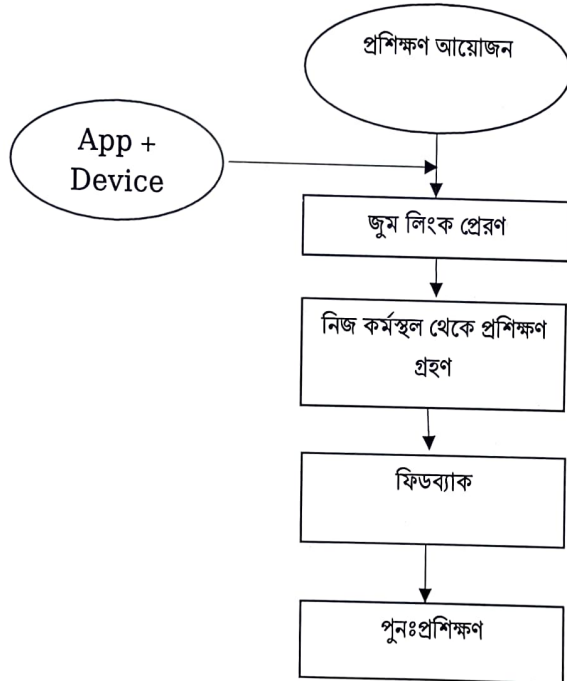 প্রশিক্ষণ আয়োজন
App +
Device
জুম লিংক প্রেরণ
নিজ কর্মস্থল থেকে প্রশিক্ষণ
গ্রহণ
ফিডব্যাক
পুনঃপ্রশিক্ষণ